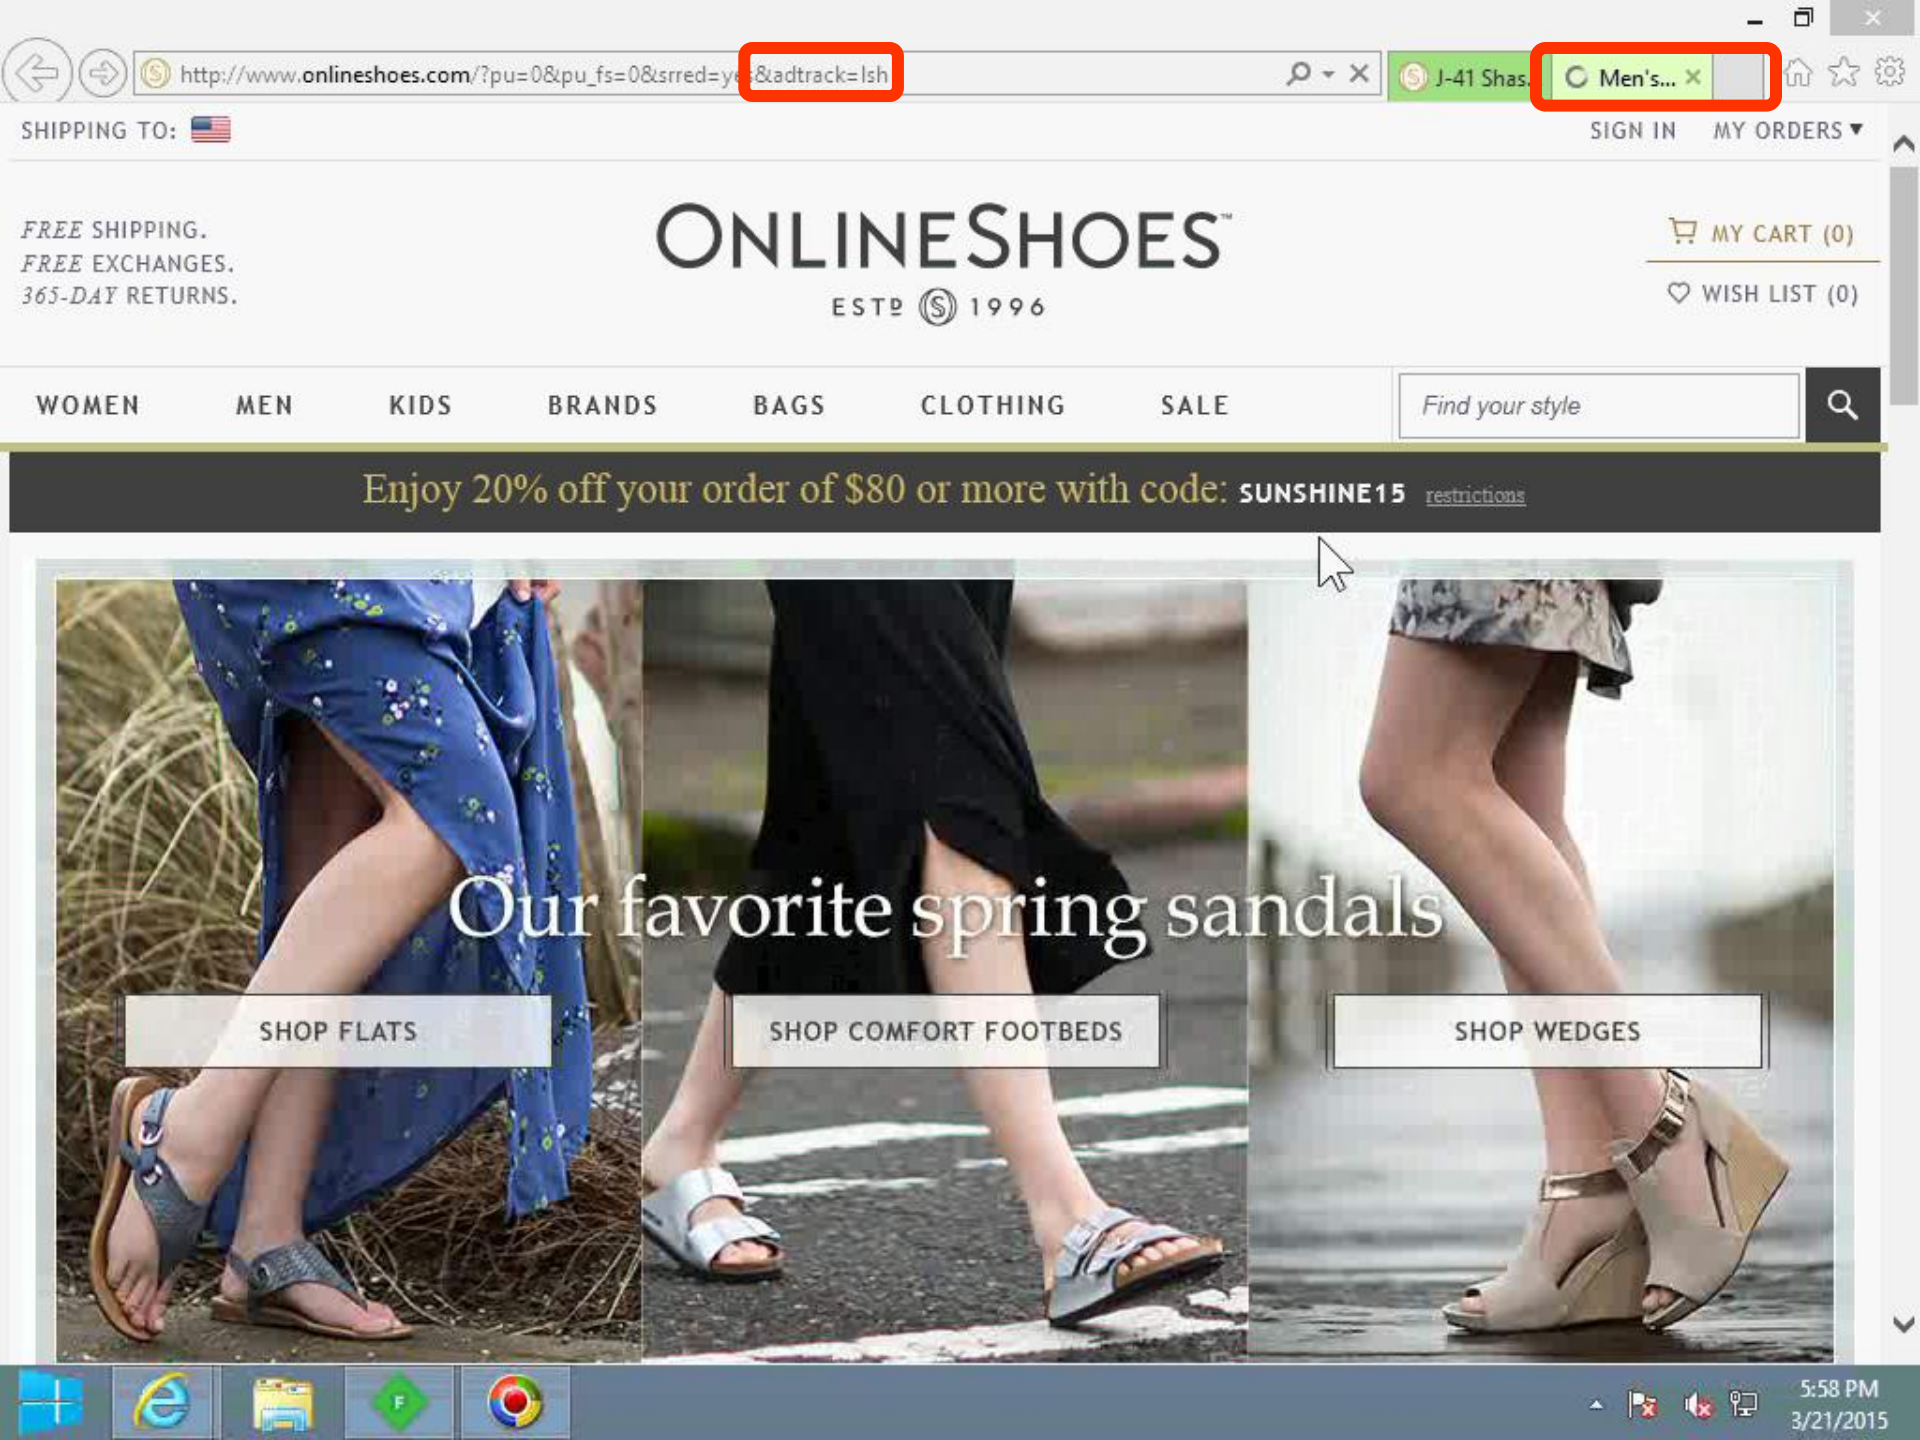 http://www.onlineshoes.com/?pu=0&pu_fs=0&srred=yes&adtrack=lsh
J-41 Shas...
Men's...
SHIPPING TO:
SIGN IN
MY ORDERS
FREE SHIPPING.
FREE EXCHANGES.
365-DAY RETURNS.
ONLINESHOES™
ESTD S 1996
MY CART (0)
WISH LIST (0)
WOMEN
MEN
KIDS
BRANDS
BAGS
CLOTHING
SALE
Find your style
Enjoy 20% off your order of $80 or more with code: SUNSHINE15 restrictions
Our favorite spring sandals
SHOP FLATS
SHOP COMFORT FOOTBEDS
SHOP WEDGES
F
5:58 PM
3/21/2015